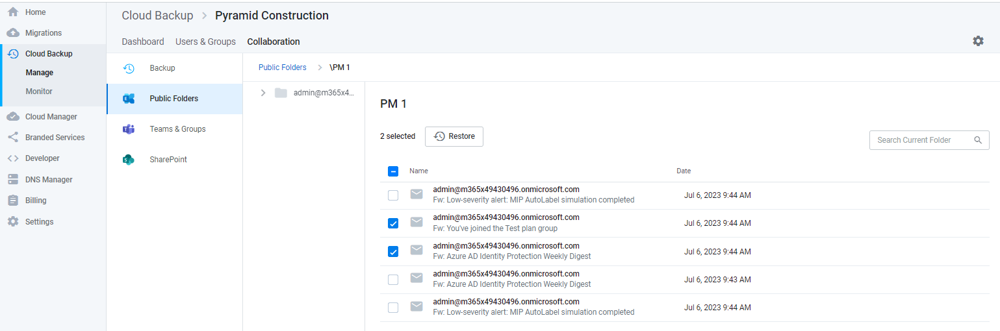 Home
Migrations
Cloud Backup
Manage
Monitor
Cloud Manager
Branded Services
Developer
DNS Manager
Billing
Settings
Cloud Backup > Pyramid Construction
Dashboard Users & Groups Collaboration
Backup
Public Folders
Teams & Groups
SharePoint
Public Folders > \PM 1
admin@m365x4...
PM 1
2 selected Restore
Search Current Folder
Name Date
admin@m365x49430496.onmicrosoft.com
Fw: Low-severity alert: MIP AutoLabel simulation completed
Jul 6, 2023 9:44 AM
admin@m365x49430496.onmicrosoft.com
Fw: You've joined the Test plan group
Jul 6, 2023 9:44 AM
admin@m365x49430496.onmicrosoft.com
Fw: Azure AD Identity Protection Weekly Digest
Jul 6, 2023 9:44 AM
admin@m365x49430496.onmicrosoft.com
Fw: Azure AD Identity Protection Weekly Digest
Jul 6, 2023 9:43 AM
admin@m365x49430496.onmicrosoft.com
Fw: Low-severity alert: MIP AutoLabel simulation completed
Jul 6, 2023 9:44 AM